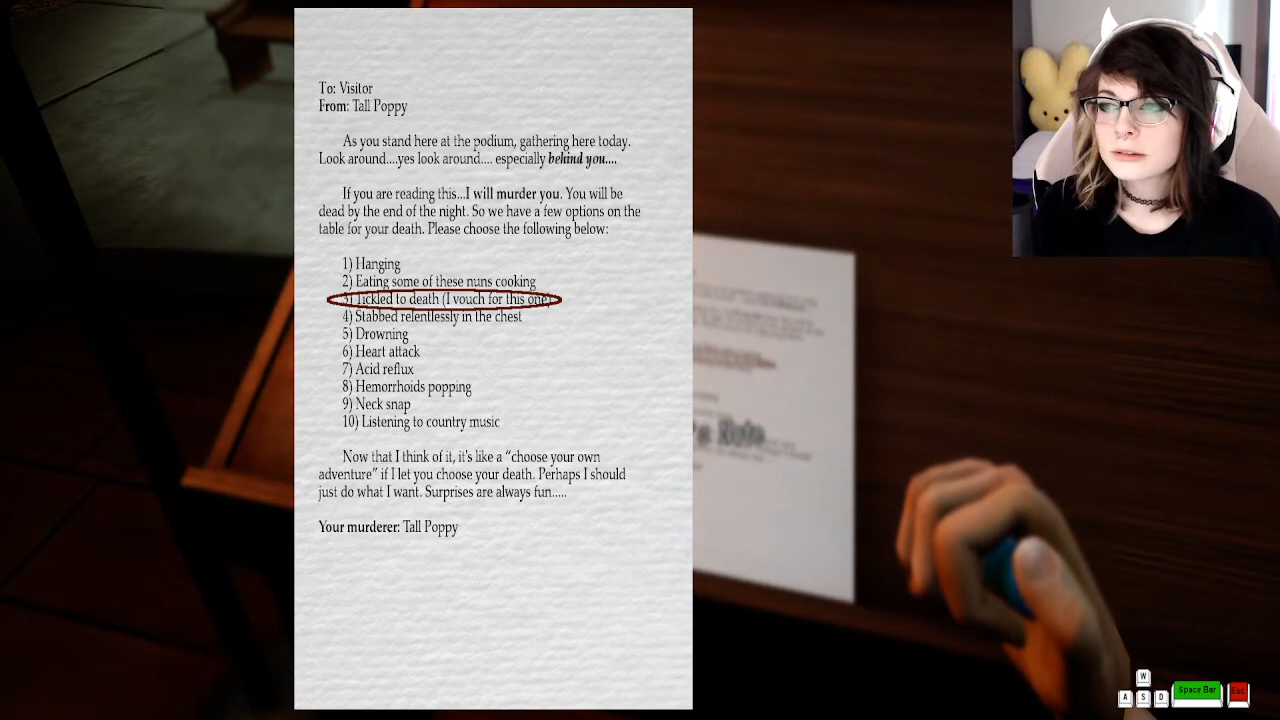 To: Visitor
From: Tall Poppy
As you stand here at the podium, gathering here today.
Look around....yes look around.... especially behind you....
If you are reading this...I will murder you. You will be
dead by the end of the night. So we have a few options on the
table for your death. Please choose the following below:
1) Hanging
2) Eating some of these nuns cooking
3) Tickled to death (I vouch for this one)
4) Stabbed relentlessly in the chest
5) Drowning
6) Heart attack
7) Acid reflux
8) Hemorrhoids popping
9) Neck snap
10) Listening to country music
Now that I think of it, it's like a “choose your own
adventure” if I let you choose your death. Perhaps I should
just do what I want. Surprises are always fun.....
Your murderer: Tall Poppy
W
A S D Space Bar Esc